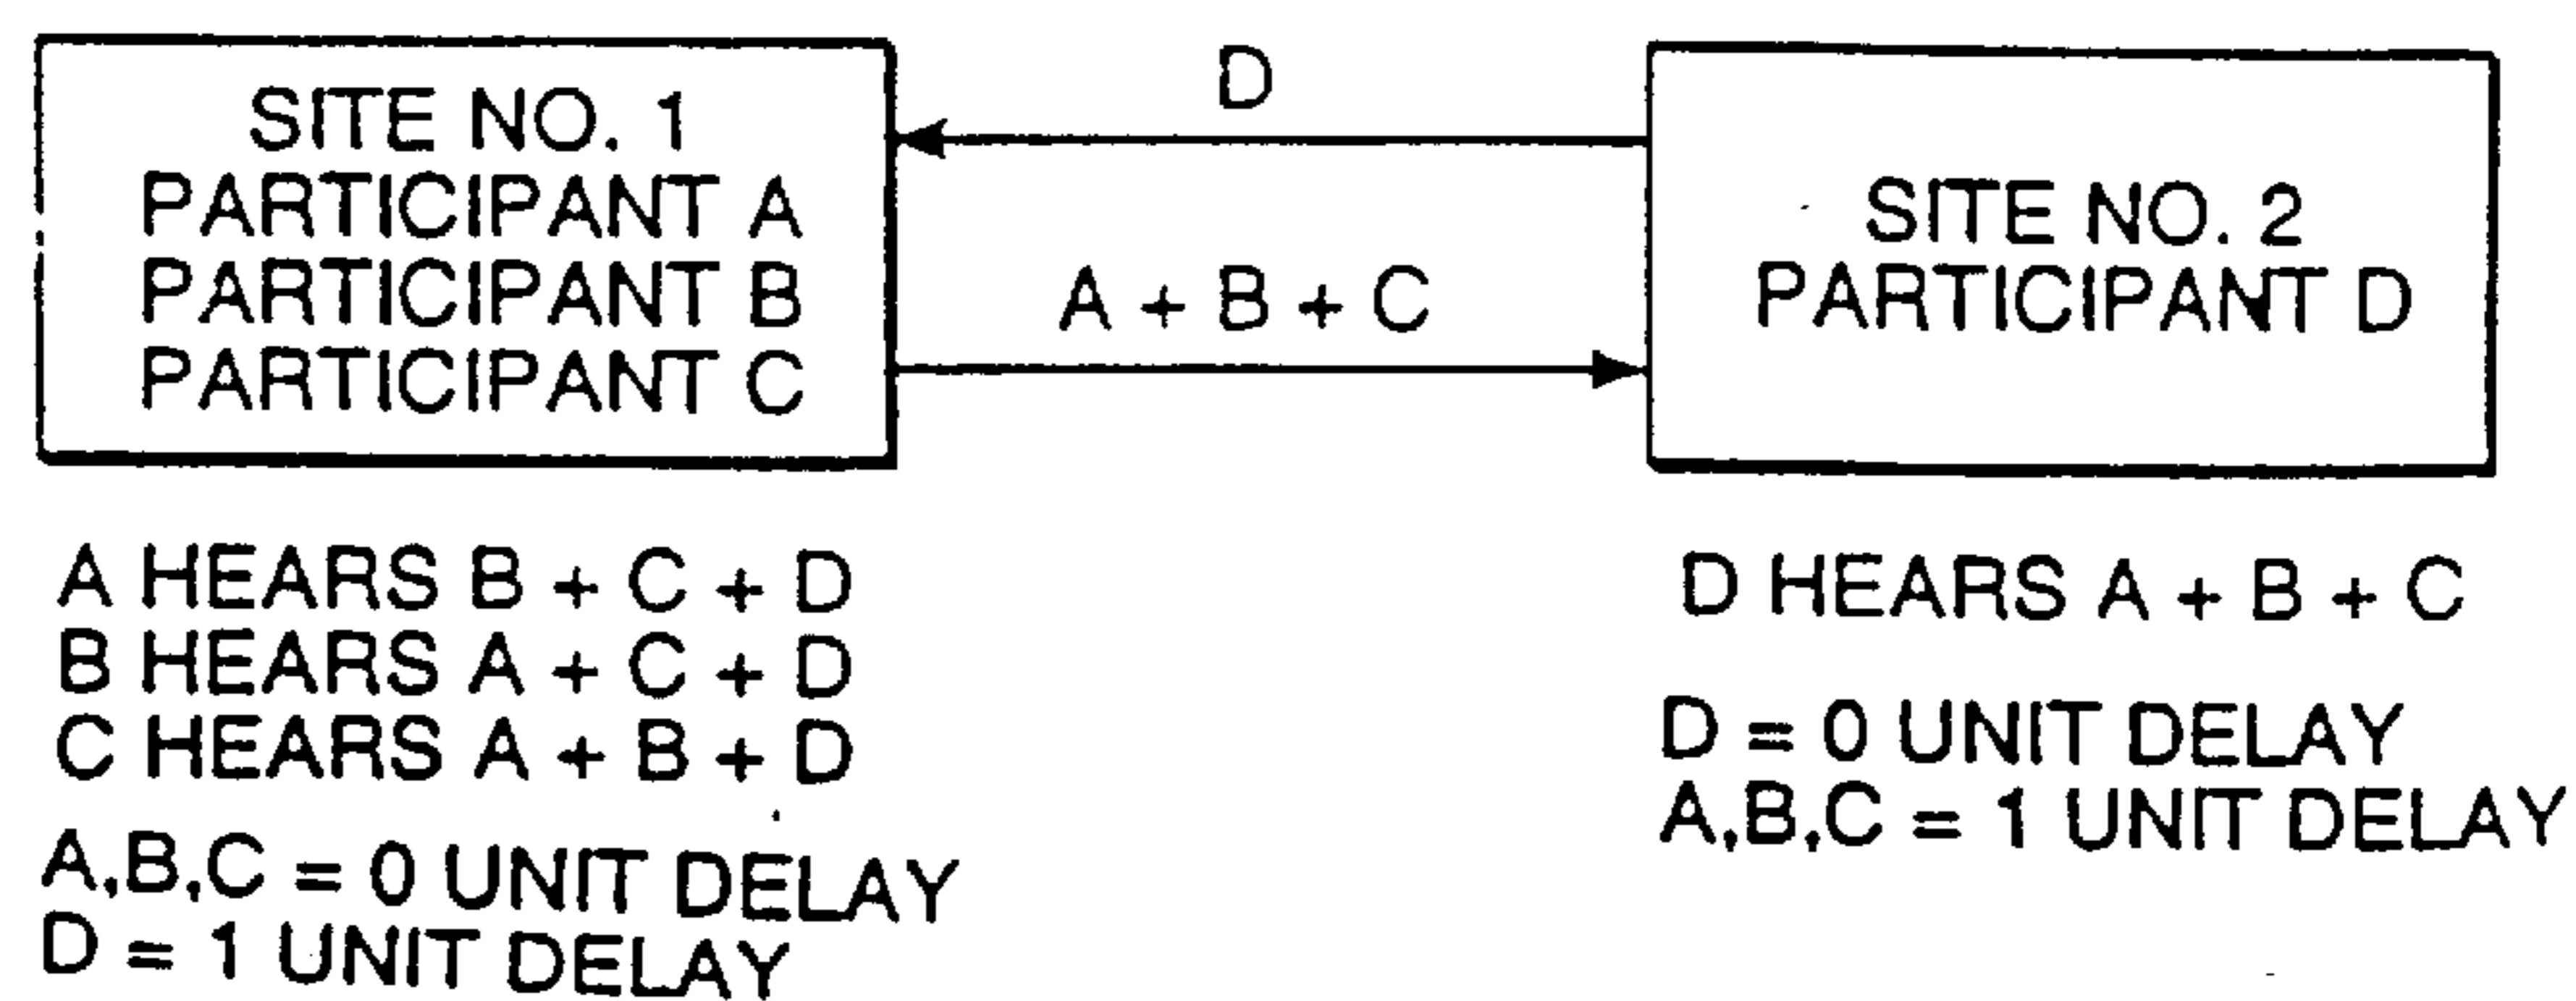 SITE NO. 1
PARTICIPANT A
PARTICIPANT B
PARTICIPANT C
D
A + B + C
SITE NO. 2
PARTICIPANT D
A HEARS B + C + D
B HEARS A + C + D
C HEARS A + B + D
A,B,C = 0 UNIT DELAY
D = 1 UNIT DELAY
D HEARS A + B + C
D = 0 UNIT DELAY
A,B,C = 1 UNIT DELAY